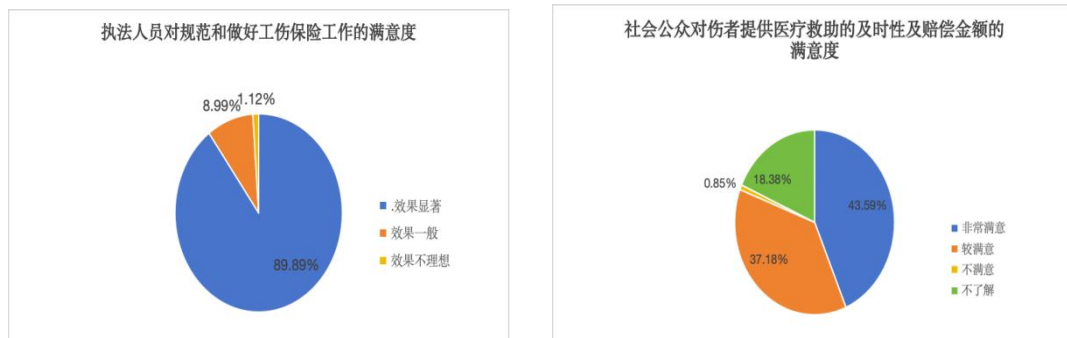 执法人员对规范和做好工伤保险工作的满意度
8.99%
1.12%
89.89%
.效果显著
效果一般
效果不理想
社会公众对伤者提供医疗救助的及时性及赔偿金额的
满意度
0.85%
18.38%
43.59%
37.18%
非常满意
较满意
不满意
不了解